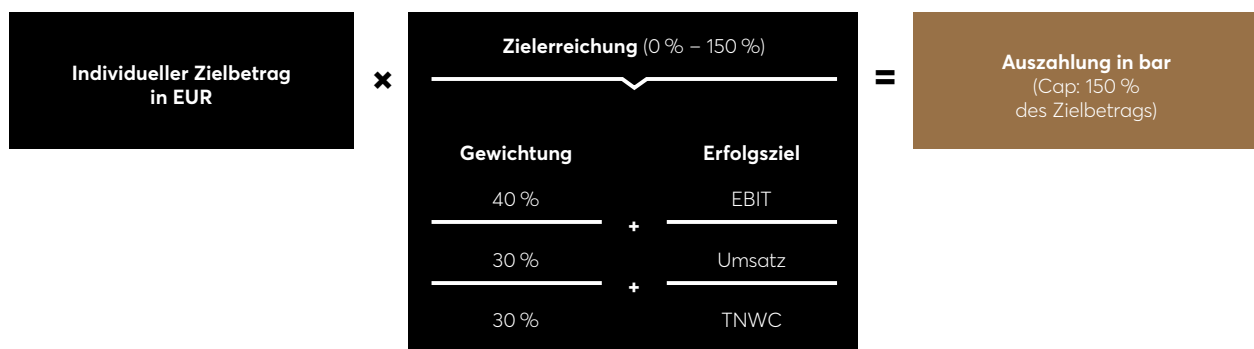 Individueller Zielbetrag
in EUR
×
Zielerreichung (0 % – 150 %)
=
Auszahlung in bar
(Cap: 150 %
des Zielbetrags)
Gewichtung Erfolgsziel
40 % EBIT
+
30 % Umsatz
+
30 % TNWC